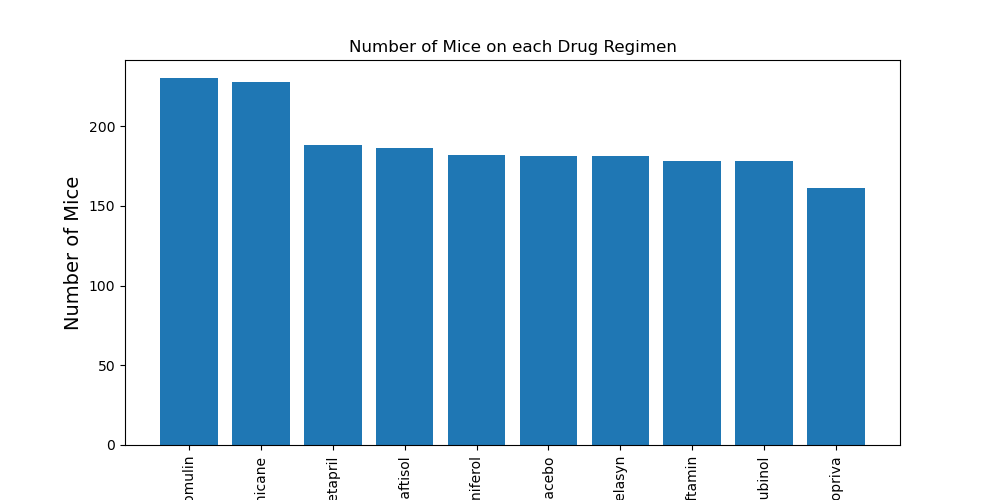 Number of Mice on each Drug Regimen
Number of Mice
200
150
100
50
0
omulin
nicane
etapril
aftisol
niferol
acebo
elasyn
ftamin
ubinol
opriva